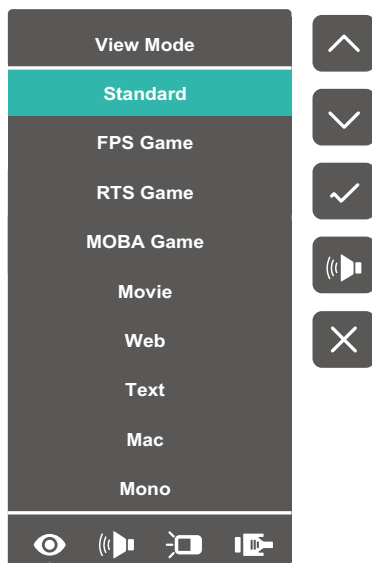 View Mode
Standard
FPS Game
RTS Game
MOBA Game
Movie
Web
Text
Mac
Mono